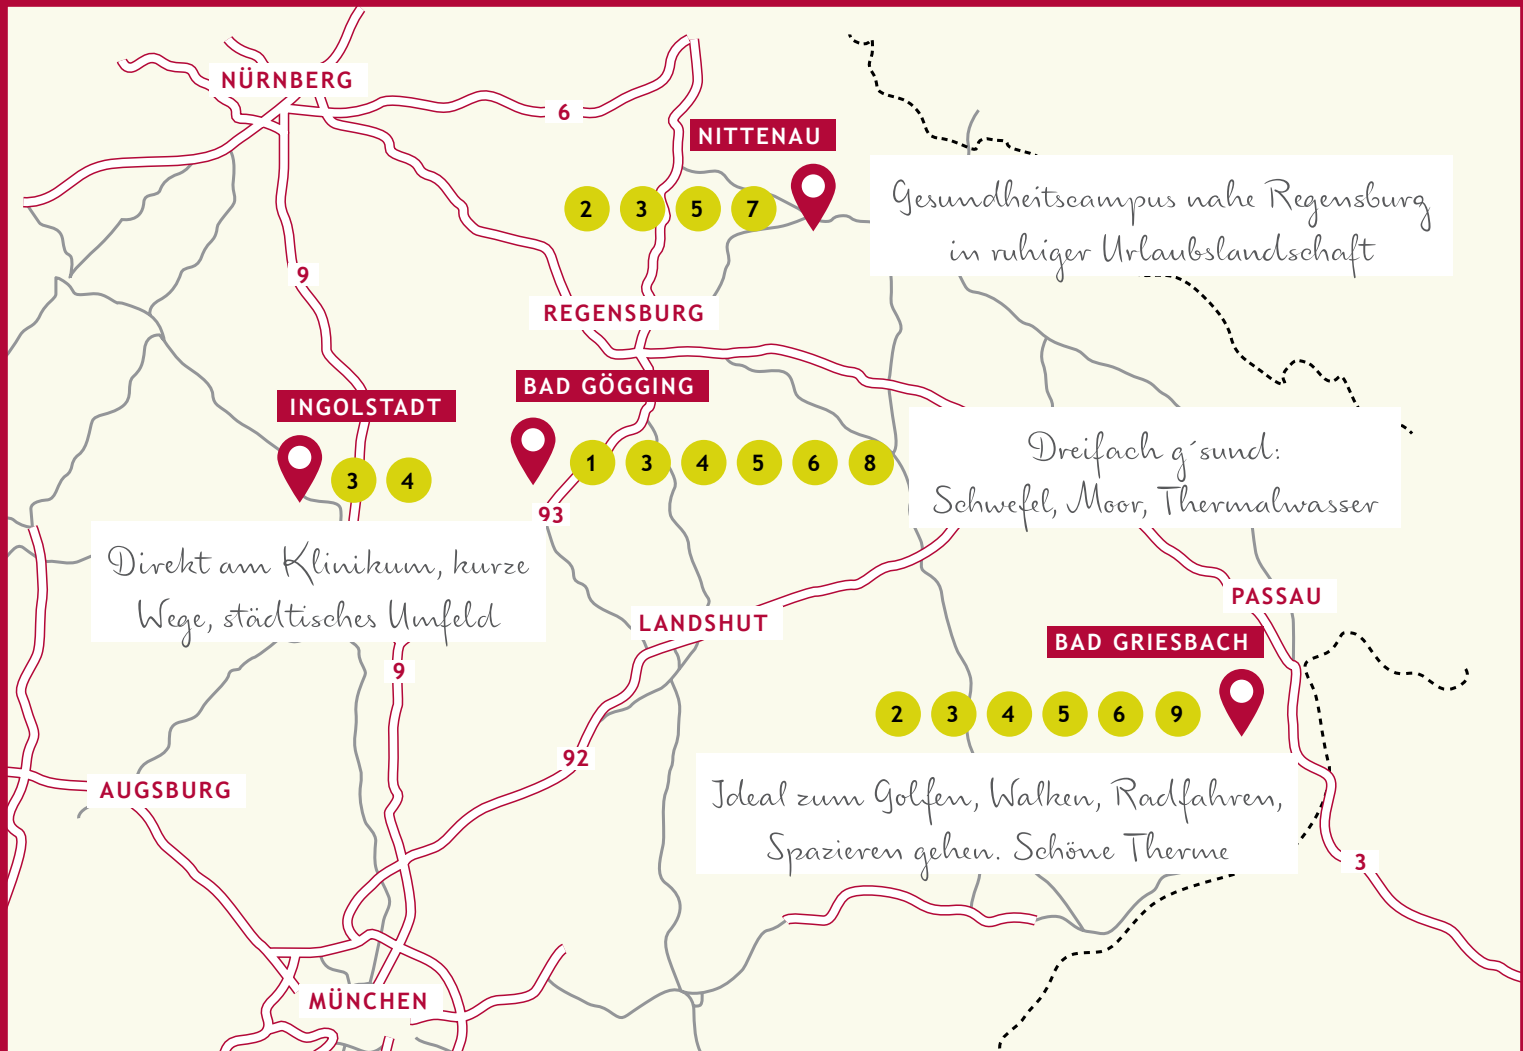 NÜRNBERG
6
NITTENAU
2 3 5 7
Gesundheitscampus nahe Regensburg
in ruhiger Urlaubslandschaft
9
REGENSBURG
BAD GÖGGING
INGOLSTADT
1 3 4 5 6 8
3 4
Dreifach g´sund:
Schwefel, Moor, Thermalwasser
93
Direkt am Klinikum, kurze
Wege, städtisches Umfeld
PASSAU
LANDSHUT
BAD GRIESBACH
9
2 3 4 5 6 9
92
AUGSBURG
Ideal zum Golfen, Walken, Radfahren,
Spazieren gehen. Schöne Therme
3
MÜNCHEN